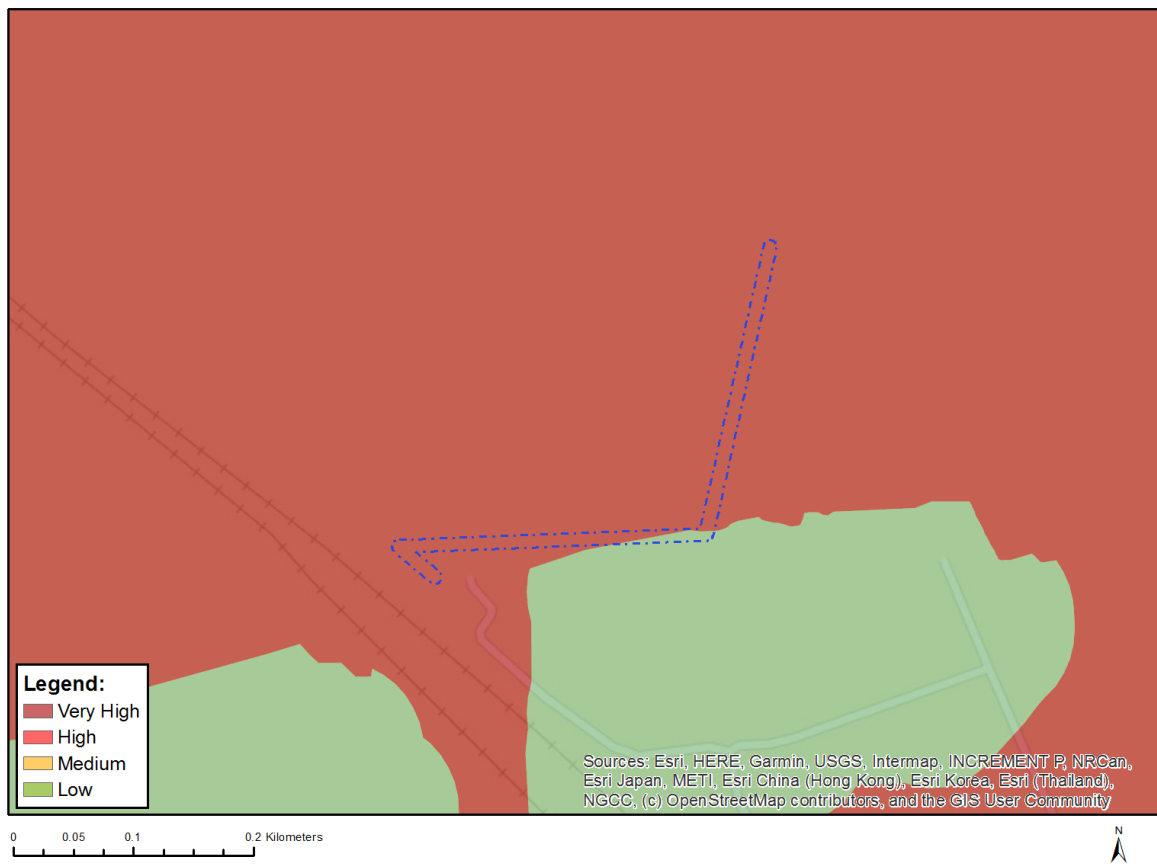 Legend:
Very High
High
Medium
Low
Sources: Esri, HERE, Garmin, USGS, Intermap, INCREMENT P, NRCan,
Esri Japan, METI, Esri China (Hong Kong), Esri Korea, Esri (Thailand),
NGCC, (c) OpenStreetMap contributors, and the GIS User Community
0 0.05 0.1 0.2 Kilometers
N